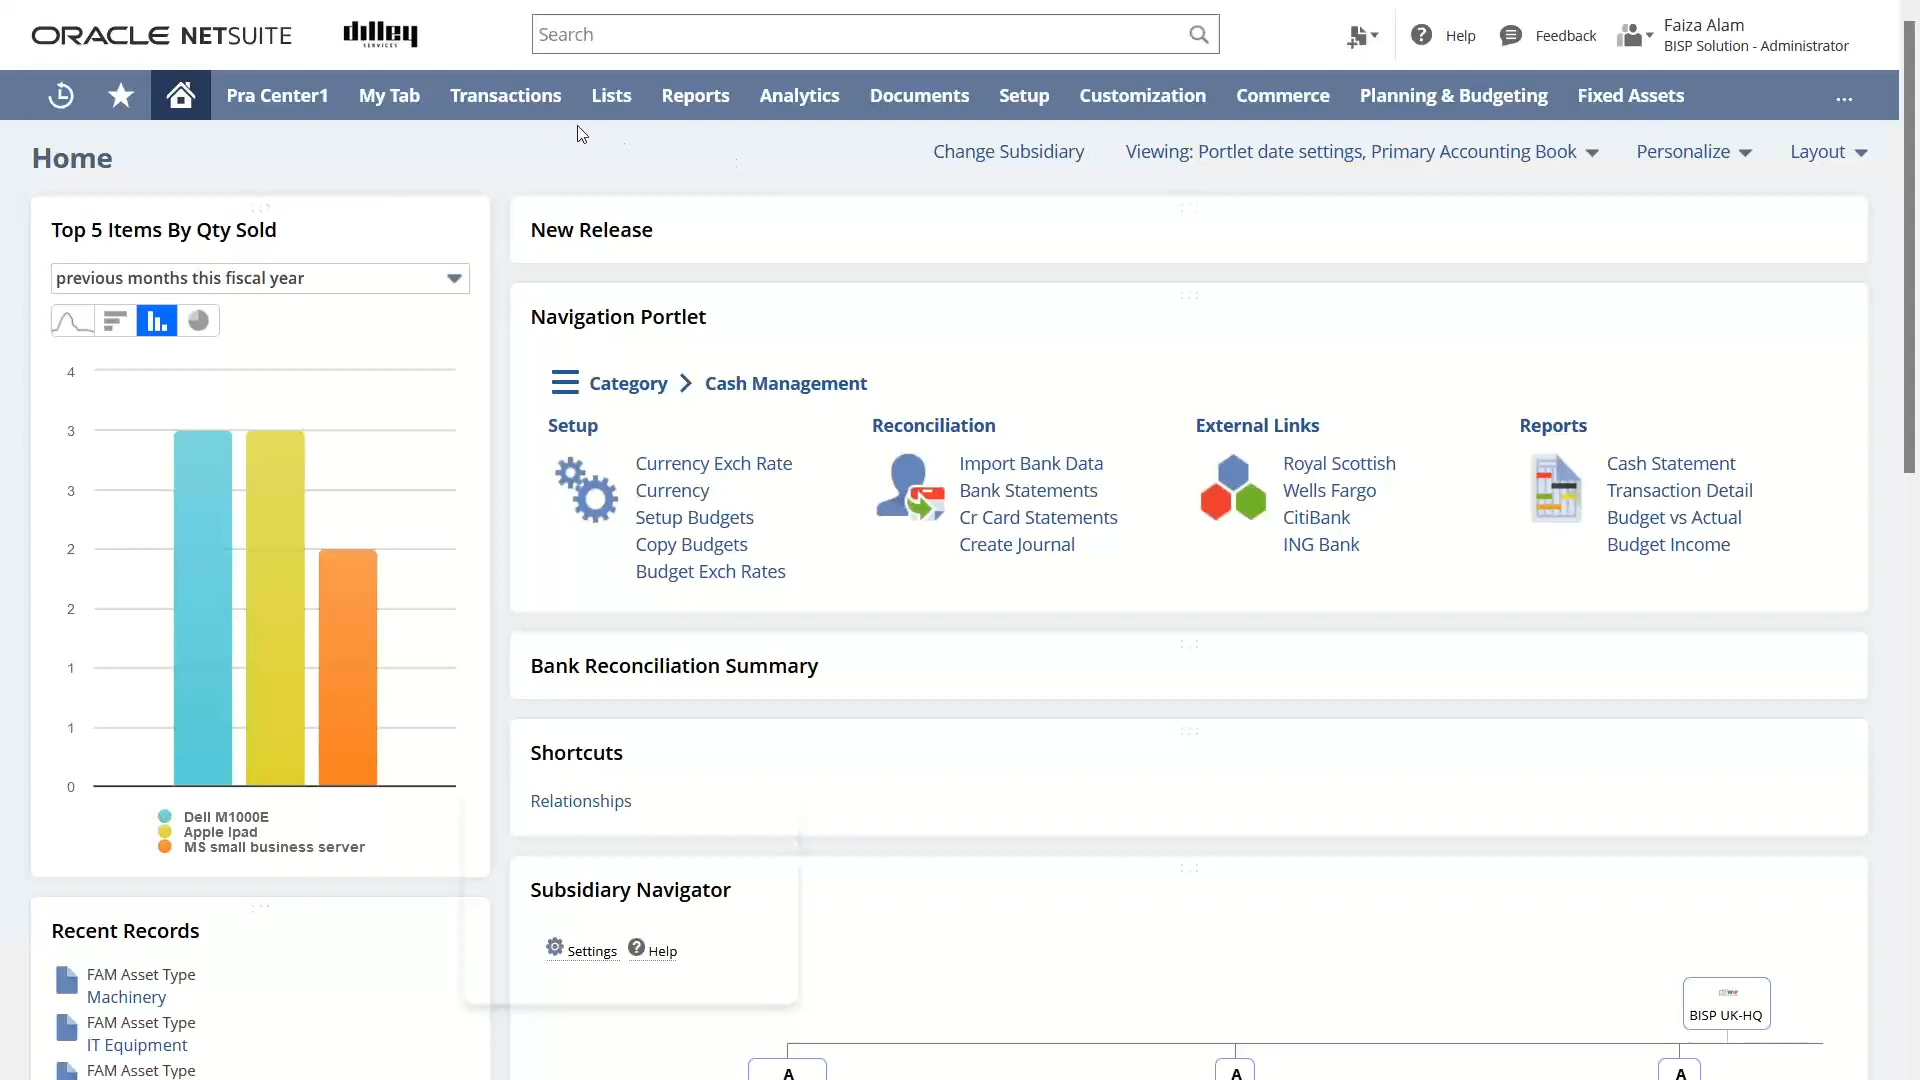 ORACLE NETSUITE
dilley
SERVICES
Search
Help
Feedback
Faiza Alam
BISP Solution - Administrator
Pra Center1 My Tab Transactions Lists Reports Analytics Documents Setup Customization Commerce Planning & Budgeting Fixed Assets ...
Home
Change Subsidiary
Viewing: Portlet date settings, Primary Accounting Book
Personalize
Layout
Top 5 Items By Qty Sold
previous months this fiscal year
4
3
3
2
2
1
1
0
Dell M1000E
Apple Ipad
MS small business server
Recent Records
FAM Asset Type
Machinery
FAM Asset Type
IT Equipment
FAM Asset Type
New Release
Navigation Portlet
Category > Cash Management
Setup
Currency Exch Rate
Currency
Setup Budgets
Copy Budgets
Budget Exch Rates
Reconciliation
Import Bank Data
Bank Statements
Cr Card Statements
Create Journal
External Links
Royal Scottish
Wells Fargo
CitiBank
ING Bank
Reports
Cash Statement
Transaction Detail
Budget vs Actual
Budget Income
Bank Reconciliation Summary
Shortcuts
Relationships
Subsidiary Navigator
Settings
Help
BISP UK-HQ
A
A
A